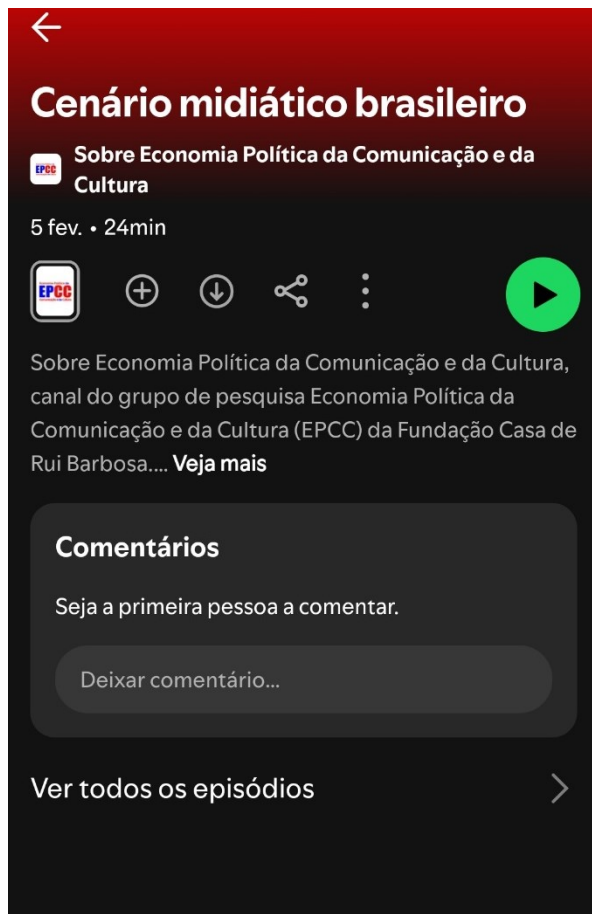 Cenário midiático brasileiro
EPCC
Sobre Economia Política da Comunicação e da
Cultura
5 fev. • 24min
EPCC
Sobre Economia Política da Comunicação e da Cultura,
canal do grupo de pesquisa Economia Política da
Comunicação e da Cultura (EPCC) da Fundação Casa de
Rui Barbosa.... Veja mais
Comentários
Seja a primeira pessoa a comentar.
Deixar comentário...
Ver todos os episódios